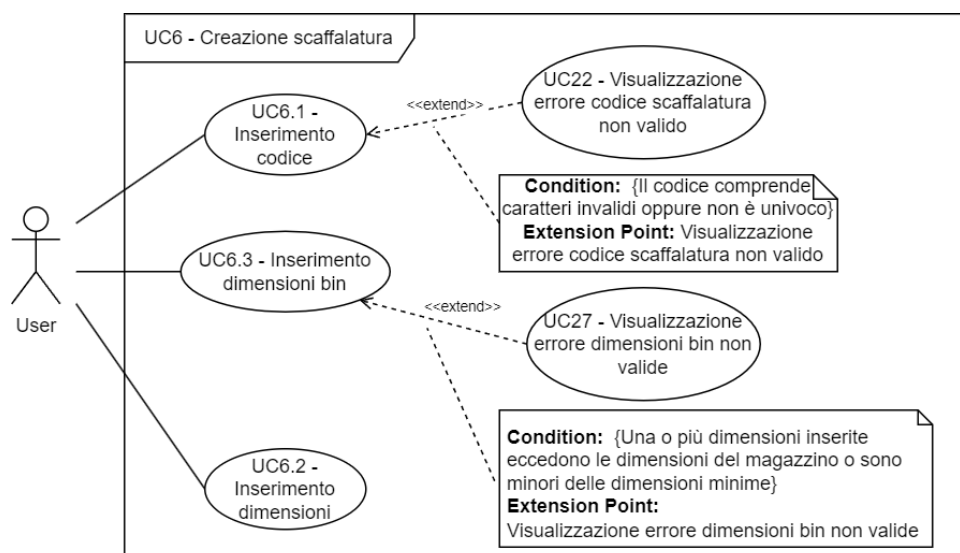 UC6 - Creazione scaffalatura
UC6.1 -
Inserimento
codice
<<extend>>
UC22 - Visualizzazione
errore codice scaffalatura
non valido
Condition: {Il codice comprende
caratteri invalidi oppure non è univoco}
Extension Point: Visualizzazione
errore codice scaffalatura non valido
User
UC6.3 - Inserimento
dimensioni bin
<<extend>>
UC27 - Visualizzazione
errore dimensioni bin non
valide
Condition: {Una o più dimensioni inserite
eccedono le dimensioni del magazzino o sono
minori delle dimensioni minime}
Extension Point:
Visualizzazione errore dimensioni bin non valide
UC6.2 -
Inserimento
dimensioni